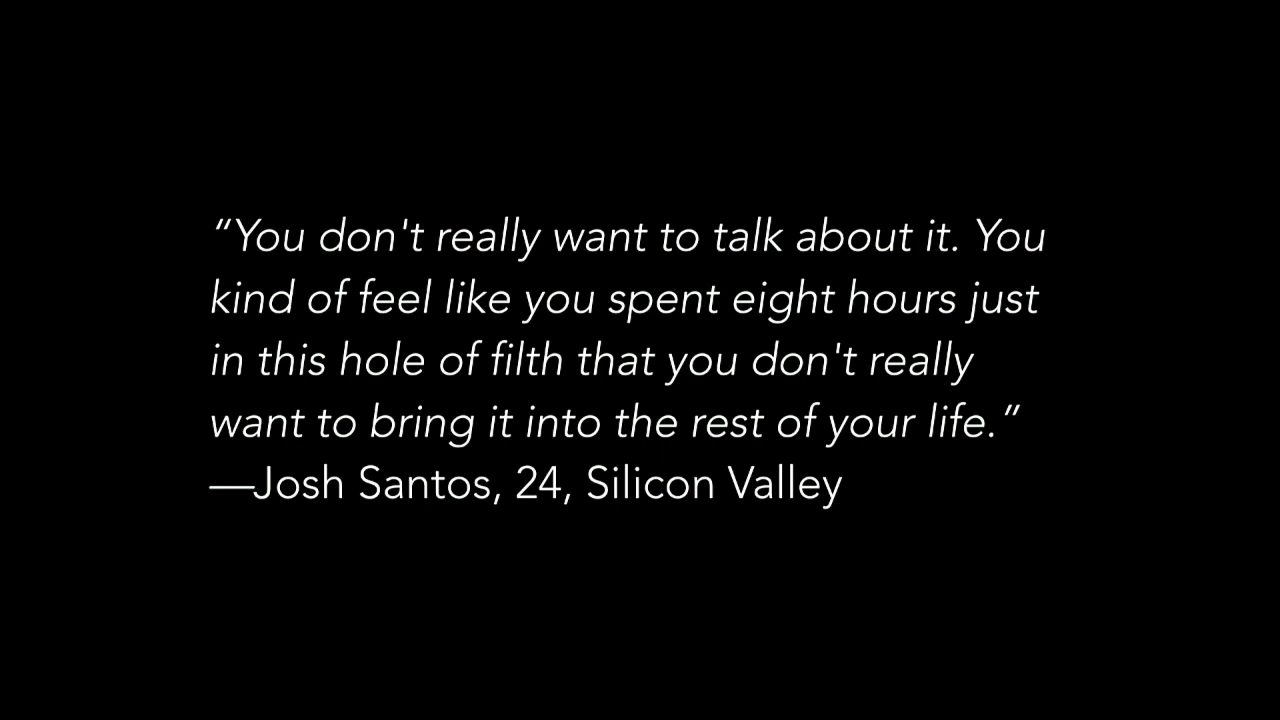 “You don't really want to talk about it. You
kind of feel like you spent eight hours just
in this hole of filth that you don't really
want to bring it into the rest of your life.”
—Josh Santos, 24, Silicon Valley